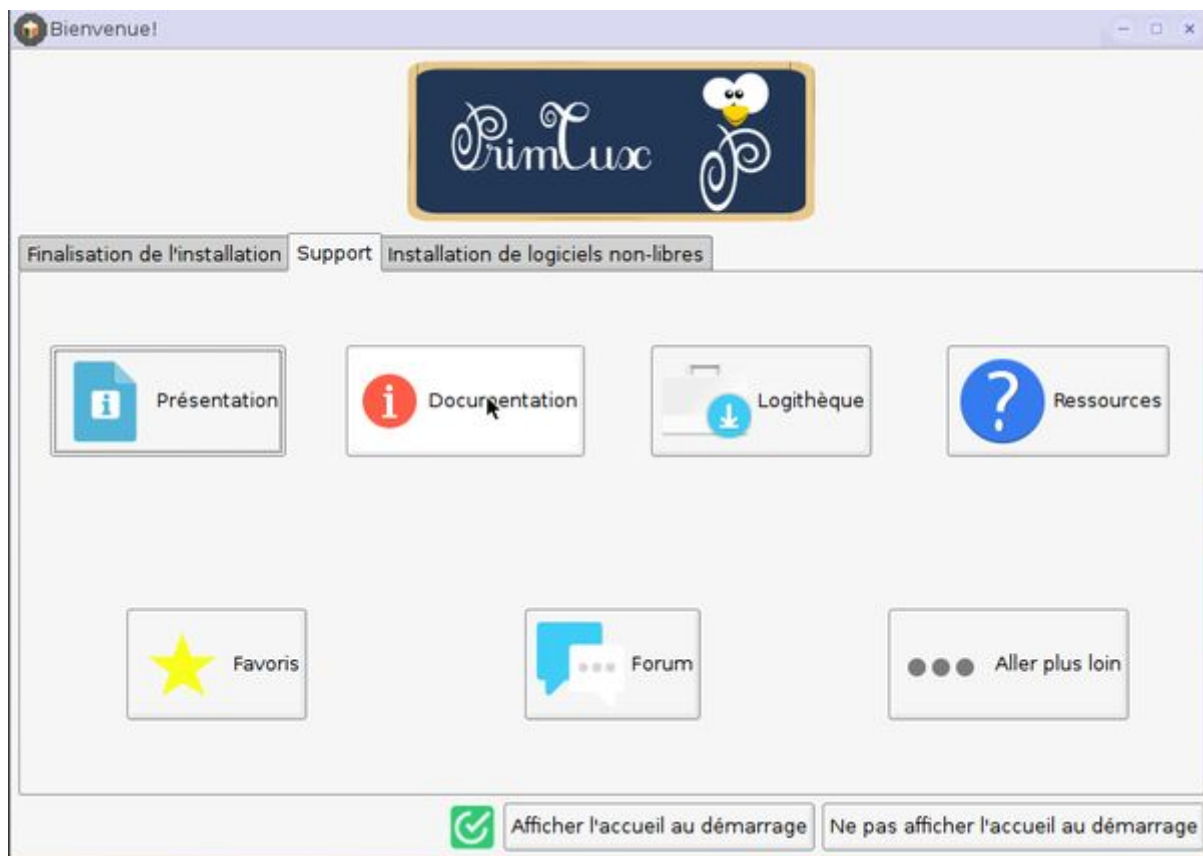 Bienvenue!
PrimTux
Finalisation de l'installation
Support
Installation de logiciels non-libres
Présentation
Documentation
Logithèque
Ressources
Favoris
Forum
Aller plus loin
Afficher l'accueil au démarrage
Ne pas afficher l'accueil au démarrage